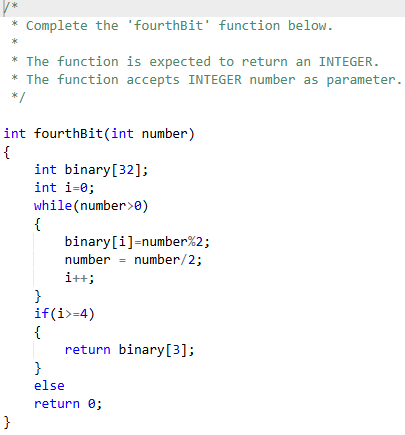 /*
 * Complete the 'fourthBit' function below.
 *
 * The function is expected to return an INTEGER.
 * The function accepts INTEGER number as parameter.
 */

int fourthBit(int number)
{
    int binary[32];
    int i=0;
    while(number>0)
    {
        binary[i]=number%2;
        number = number/2;
        i++;
    }
    if(i>=4)
    {
        return binary[3];
    }
    else
    return 0;
}